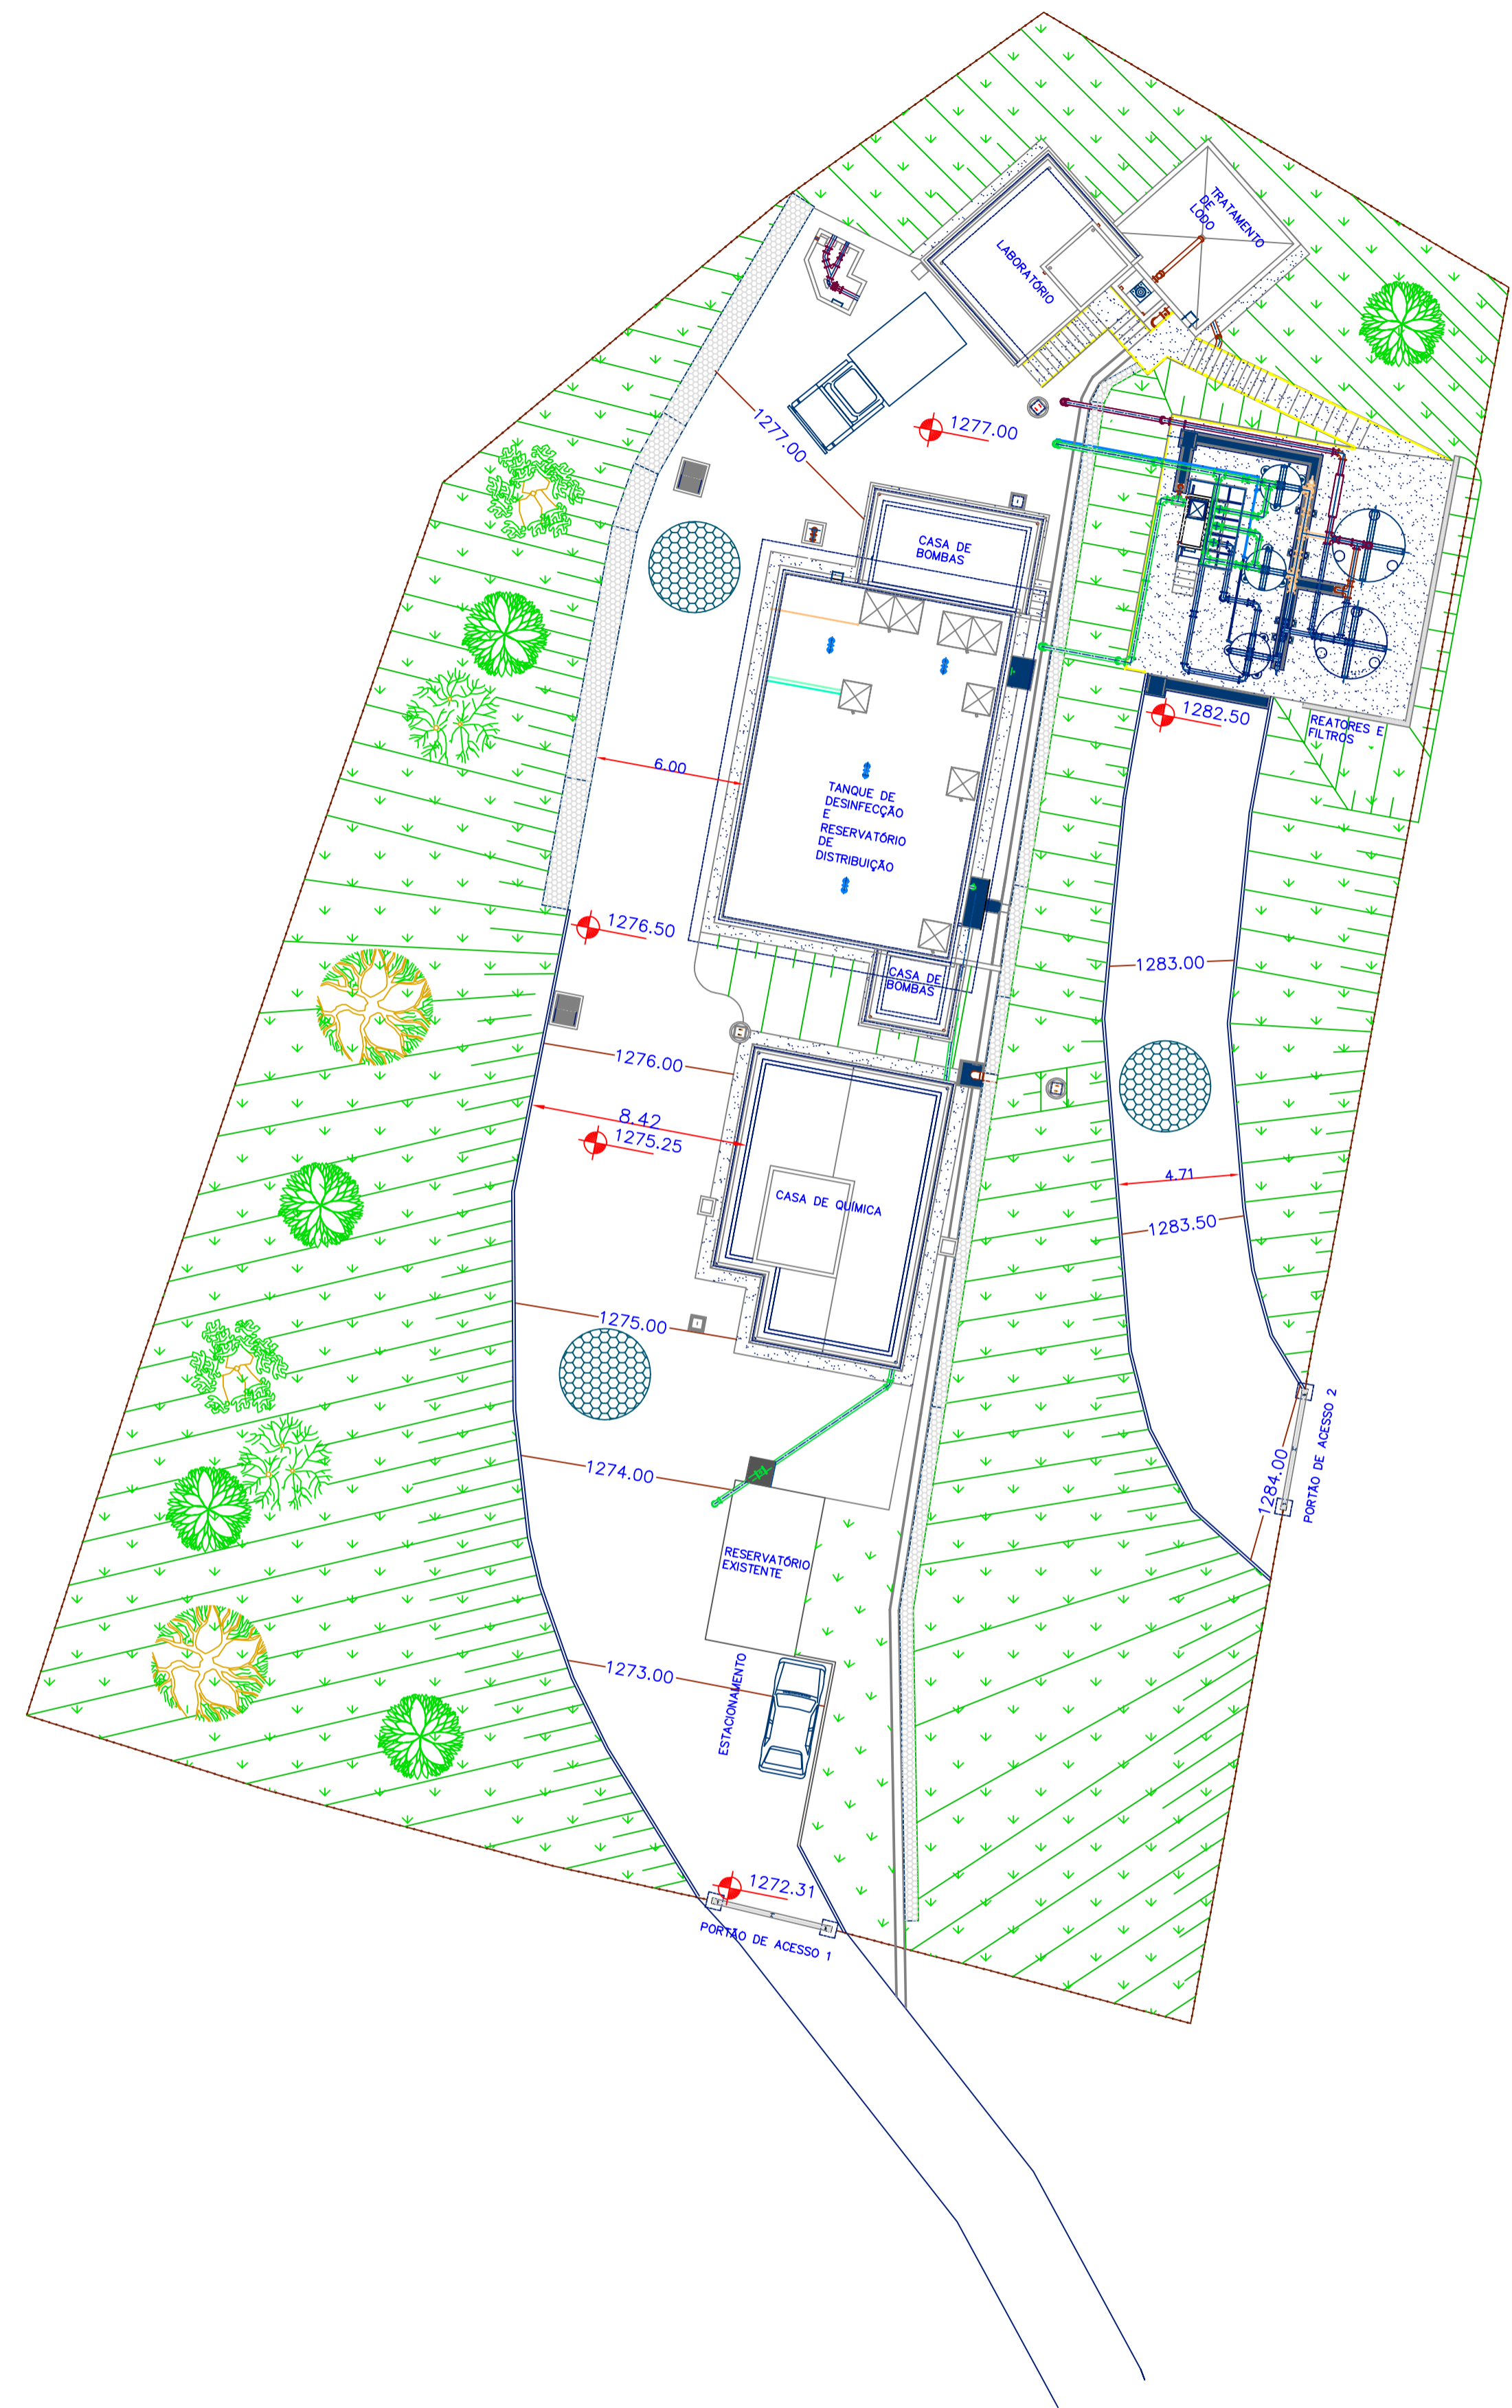 TRATAMENTO
DE
LODO
LABORATÓRIO
1277.00
1277.00
CASA DE
BOMBAS
1282.50
REATORES E
FILTROS
6.00
TANQUE DE
DESINFECÇÃO
E
RESERVATÓRIO
DE
DISTRIBUIÇÃO
1276.50
1283.00
CASA DE
BOMBAS
1276.00
8.42
1275.25
4.71
CASA DE QUÍMICA
1283.50
1275.00
PORTÃO DE ACESSO 2
1284.00
1274.00
RESERVATÓRIO
EXISTENTE
1273.00
ESTACIONAMENTO
1272.31
PORTÃO DE ACESSO 1